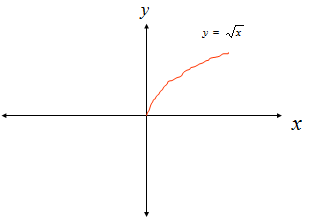 y
y = √x
x